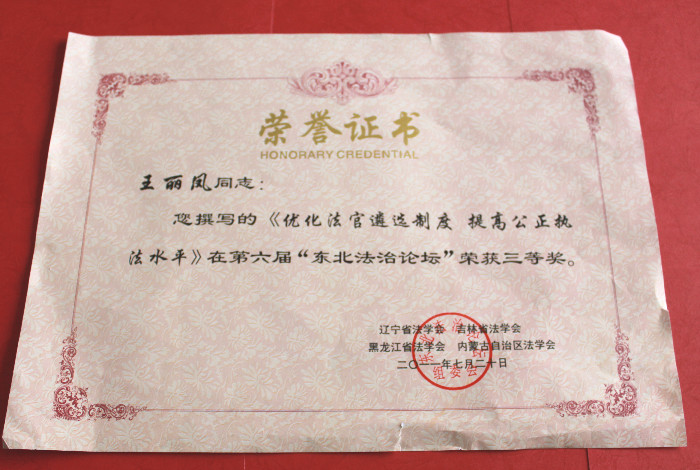 荣誉证书
HONORARY CREDENTIAL
王丽凤同志：
您撰写的《优化法官遴选制度 提高公正执
法水平》在第六届“东北法治论坛”荣获三等奖。
辽宁省法学会 吉林省法学会
黑龙江省法学会 内蒙古自治区法学会
二〇一一年七月二十日
组委会